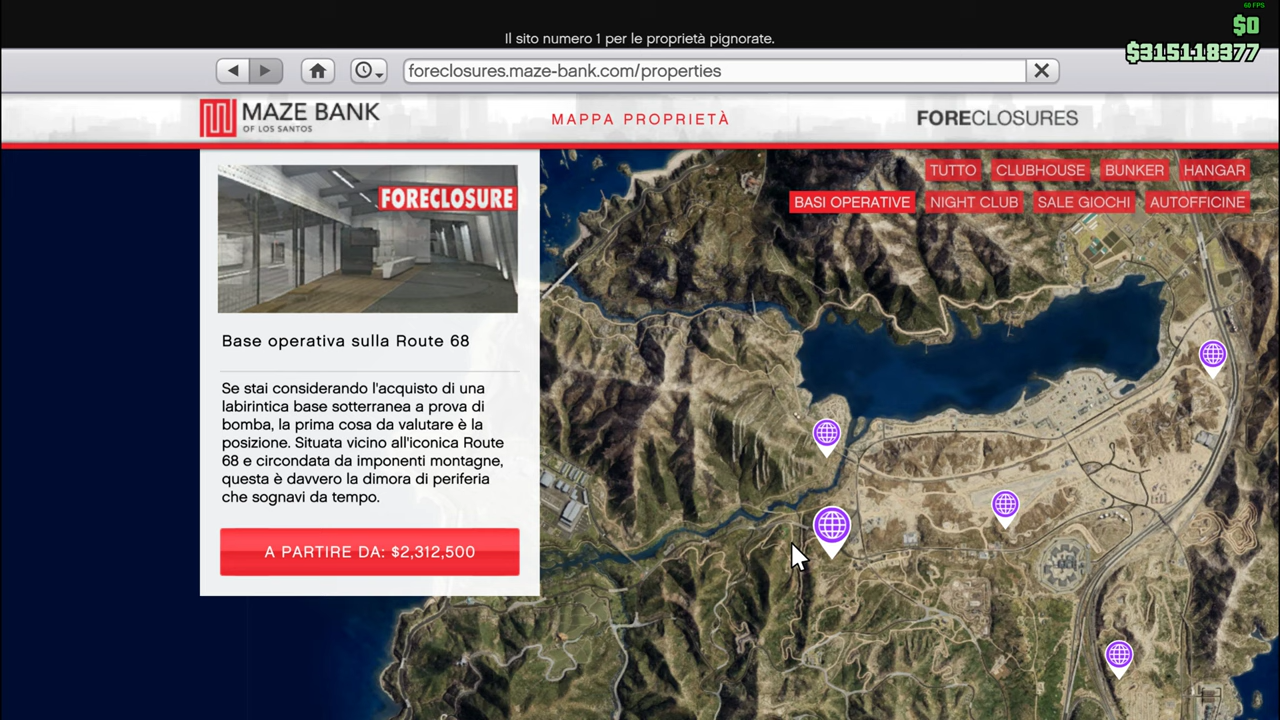 60 FPS
$0
$315118377
Il sito numero 1 per le proprietà pignorate.
foreclosures.maze-bank.com/properties
MAZE BANK
OF LOS SANTOS
MAPPA PROPRIETÀ
FORECLOSURES
TUTTO CLUBHOUSE BUNKER HANGAR
BASI OPERATIVE NIGHT CLUB SALE GIOCHI AUTOFFICINE
FORECLOSURE
Base operativa sulla Route 68
Se stai considerando l'acquisto di una
labirintica base sotterranea a prova di
bomba, la prima cosa da valutare è la
posizione. Situata vicino all'iconica Route
68 e circondata da imponenti montagne,
questa è davvero la dimora di periferia
che sognavi da tempo.
A PARTIRE DA: $2,312,500